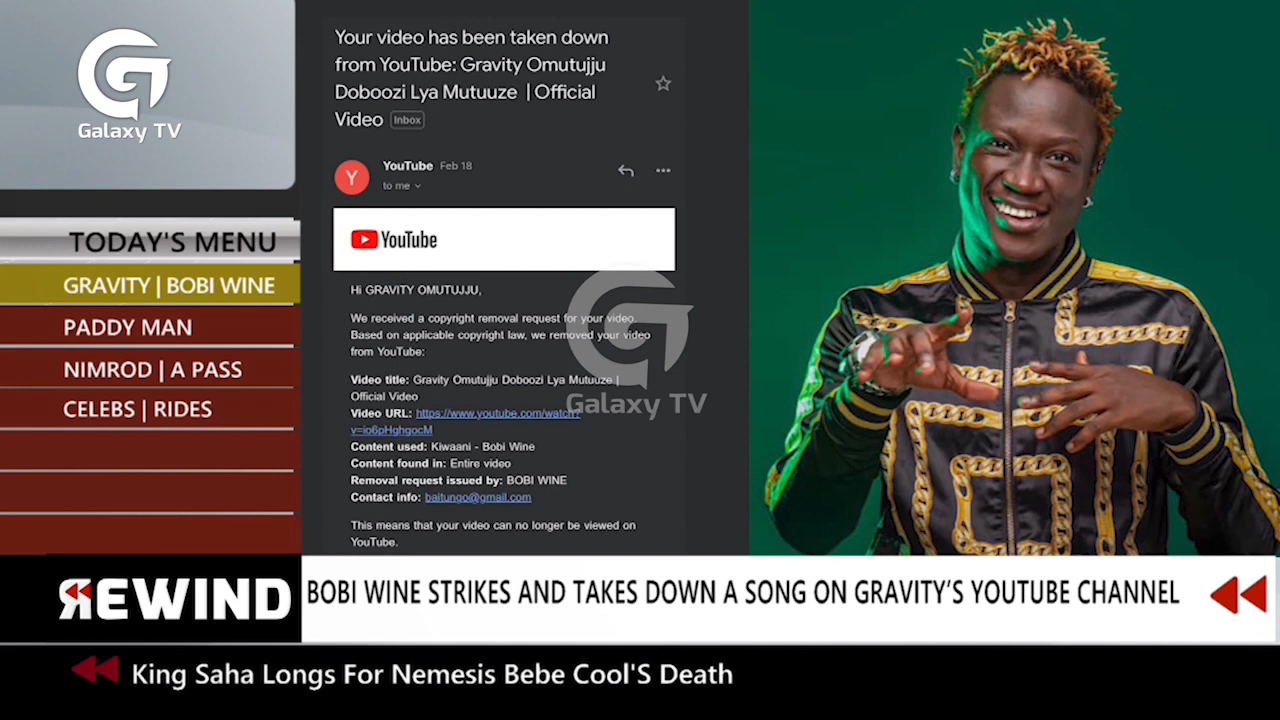 Galaxy TV
TODAY'S MENU
GRAVITY | BOBI WINE
PADDY MAN
NIMROD | A PASS
CELEBS | RIDES
Your video has been taken down
from YouTube: Gravity Omutujju
Doboozi Lya Mutuuze | Official
Video Inbox
Y
YouTube Feb 18
to me
YouTube
Hi GRAVITY OMUTUJJU,
We received a copyright removal request for your video.
Based on applicable copyright law, we removed your video
from YouTube:
Video title: Gravity Omutujju Doboozi Lya Mutuuze |
Official Video
Video URL: https://www.youtube.com/watch?
v=io6pHghgocM
Content used: Kiwaani - Bobi Wine
Content found in: Entire video
Removal request issued by: BOBI WINE
Contact info: baitungo@gmail.com
This means that your video can no longer be viewed on
YouTube.
Galaxy TV
REWIND
BOBI WINE STRIKES AND TAKES DOWN A SONG ON GRAVITY'S YOUTUBE CHANNEL
King Saha Longs For Nemesis Bebe Cool'S Death